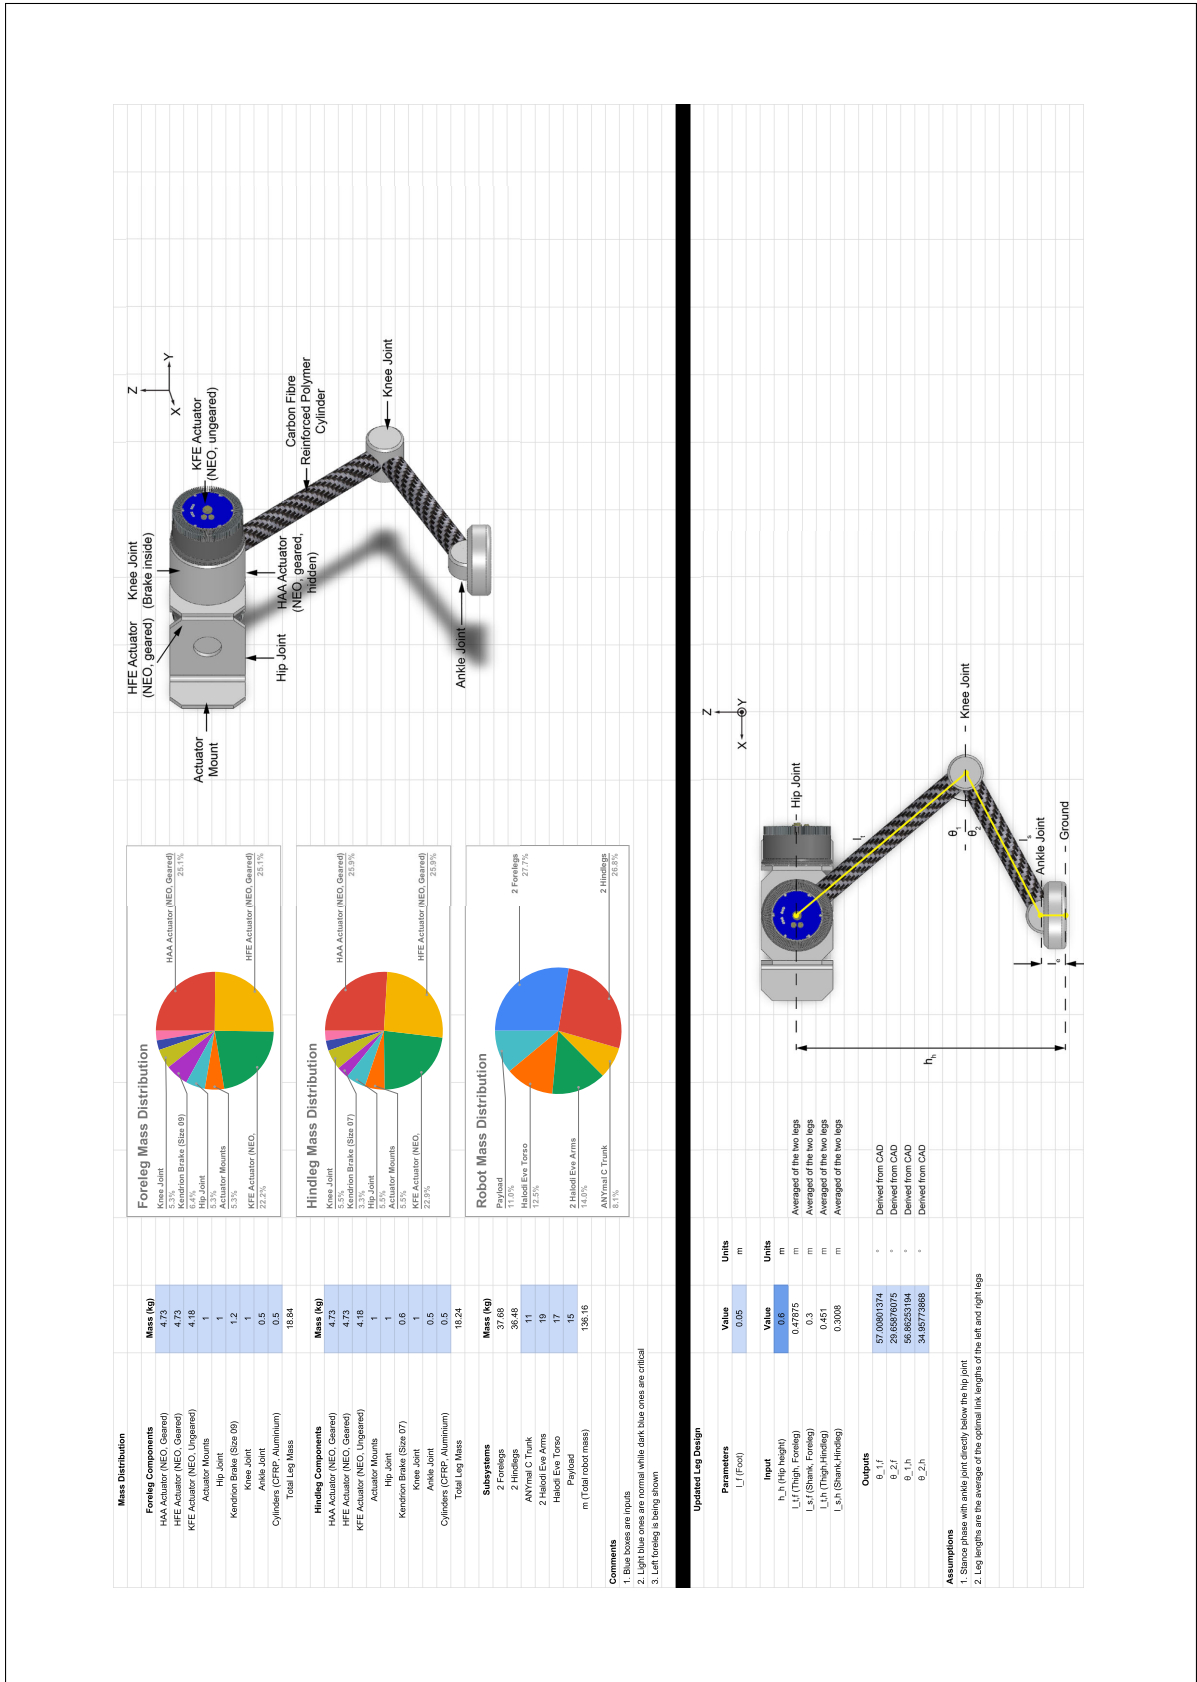 Mass Distribution
Foreleg Components Mass (kg)
HAA Actuator (NEO, Geared) 4.73
HFE Actuator (NEO, Geared) 4.73
KFE Actuator (NEO, Ungeared) 4.18
Actuator Mounts 1
Hip Joint 1
Kendrion Brake (Size 09) 1.2
Knee Joint 1
Ankle Joint 0.5
Cylinders (CFRP, Aluminium) 0.5
Total Leg Mass 18.84
Hindleg Components Mass (kg)
HAA Actuator (NEO, Geared) 4.73
HFE Actuator (NEO, Geared) 4.73
KFE Actuator (NEO, Ungeared) 4.18
Actuator Mounts 1
Hip Joint 1
Kendrion Brake (Size 07) 0.6
Knee Joint 1
Ankle Joint 0.5
Cylinders (CFRP, Aluminium) 0.5
Total Leg Mass 18.24
Subsystems Mass (kg)
2 Forelegs 37.68
2 Hindlegs 36.48
ANYmal C Trunk 11
2 Halodi Eve Arms 19
Halodi Eve Torso 17
Payload 15
m (Total robot mass) 136.16
Comments
1. Blue boxes are inputs
2. Light blue ones are normal while dark blue ones are critical
3. Left foreleg is being shown
Foreleg Mass Distribution
Knee Joint
5.3%
Kendrion Brake (Size 09)
6.4%
Hip Joint
5.3%
Actuator Mounts
5.3%
KFE Actuator (NEO,
22.2%
HAA Actuator (NEO, Geared)
25.1%
HFE Actuator (NEO, Geared)
25.1%
Hindleg Mass Distribution
Knee Joint
5.5%
Kendrion Brake (Size 07)
3.3%
Hip Joint
5.5%
Actuator Mounts
5.5%
KFE Actuator (NEO,
22.9%
HAA Actuator (NEO, Geared)
25.9%
HFE Actuator (NEO, Geared)
25.9%
Robot Mass Distribution
Payload
11.0%
Halodi Eve Torso
12.5%
2 Halodi Eve Arms
14.0%
ANYmal C Trunk
8.1%
2 Forelegs
27.7%
2 Hindlegs
26.8%
HFE Actuator
(NEO, geared)
Knee Joint
(Brake inside)
KFE Actuator
(NEO, ungeared)
Z
X
Y
Actuator
Mount
Hip Joint
HAA Actuator
(NEO, geared,
hidden)
Carbon Fibre
Reinforced Polymer
Cylinder
Knee Joint
Ankle Joint
Updated Leg Design
Parameters Value Units
l_f (Foot) 0.05 m
Input Value Units
h_h (Hip height) 0.6 m
l_t,f (Thigh, Foreleg) 0.47875 m Averaged of the two legs
l_s,f (Shank, Foreleg) 0.3 m Averaged of the two legs
l_t,h (Thigh,Hindleg) 0.451 m Averaged of the two legs
l_s,h (Shank,Hindleg) 0.3008 m Averaged of the two legs
Outputs
θ_1,f 57.00801374 ° Derived from CAD
θ_2,f 29.65876075 ° Derived from CAD
θ_1,h 56.86253194 ° Derived from CAD
θ_2,h 34.95773868 ° Derived from CAD
Assumptions
1. Stance phase with ankle joint directly below the hip joint
2. Leg lengths are the average of the optimal link lengths of the left and right legs
Z
X
Y
Hip Joint
l_t
Knee Joint
θ_1
θ_2
l_s
Ankle Joint
Ground
h_h